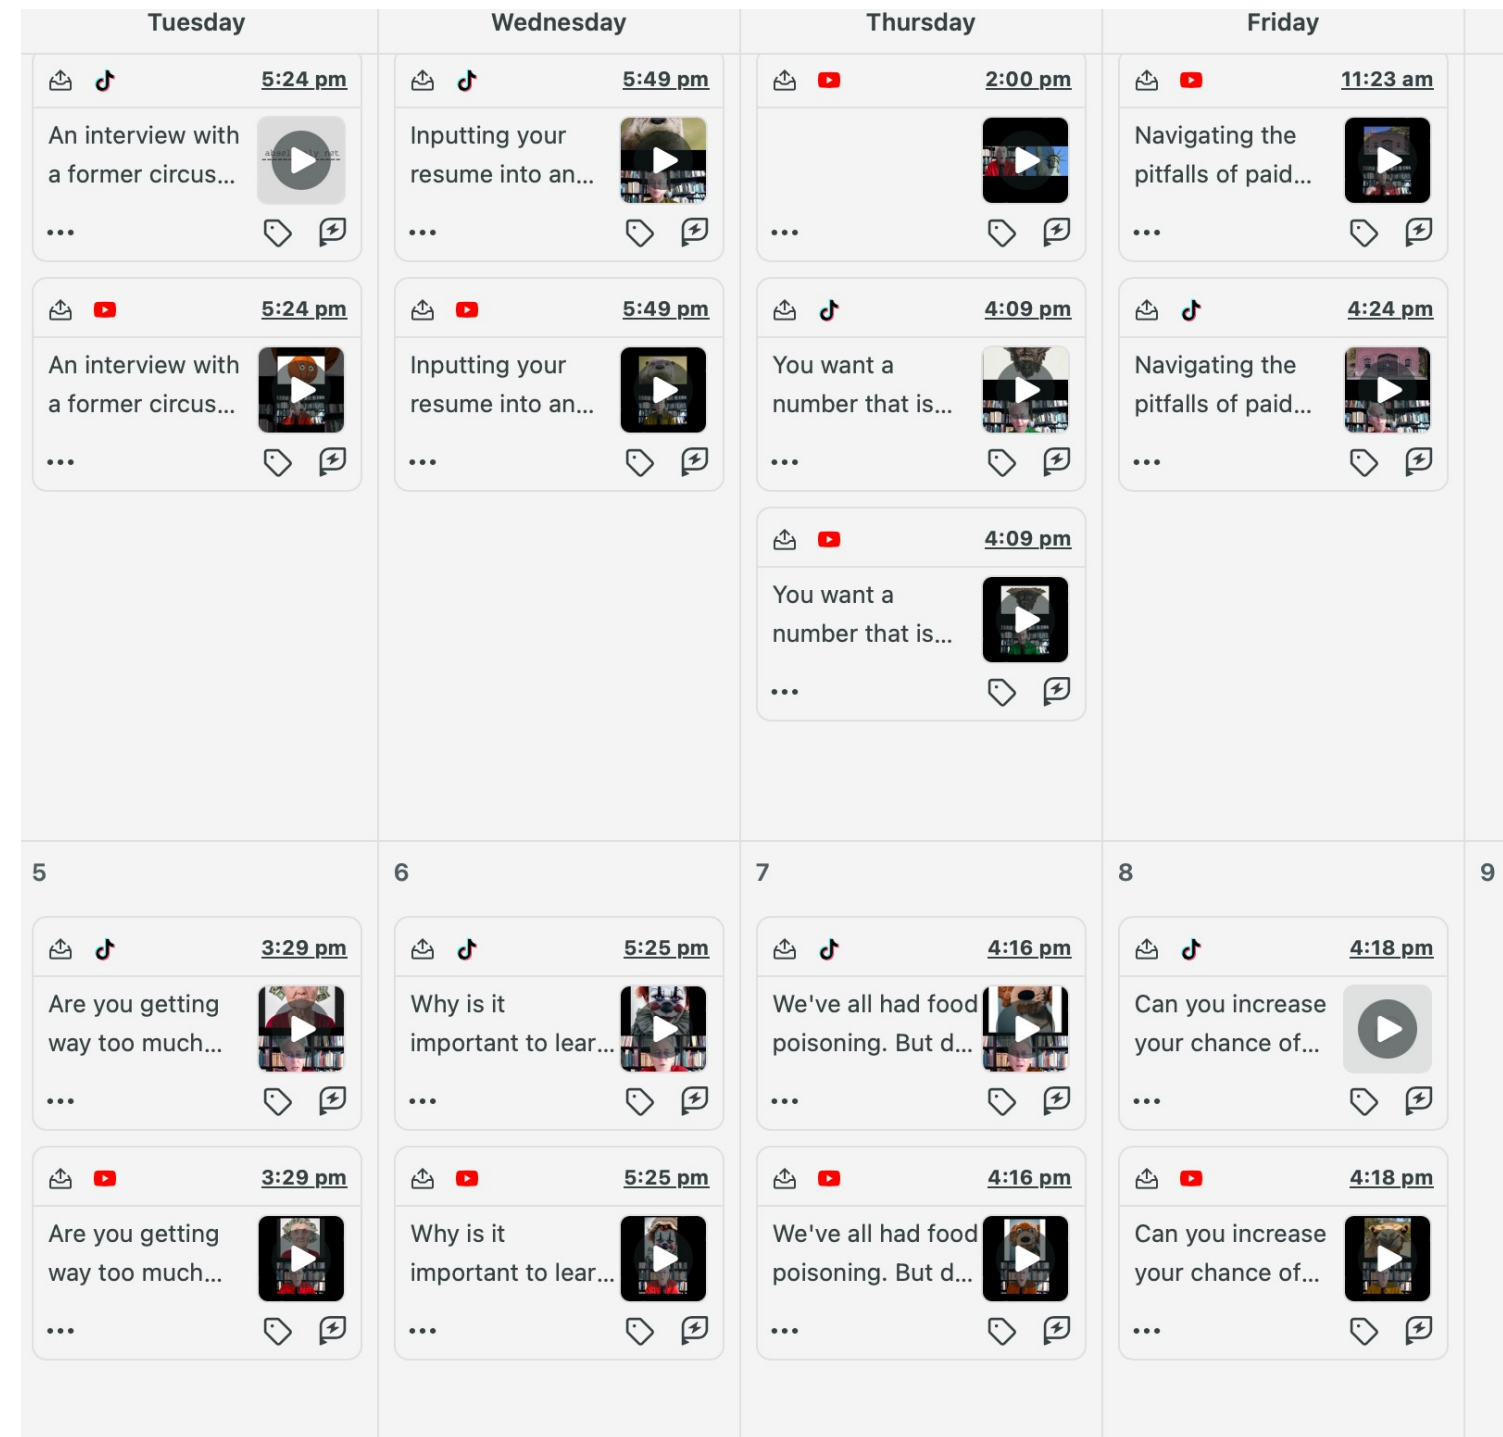 Tuesday
Wednesday
Thursday
Friday
5:24 pm
An interview with
a former circus...
5:24 pm
An interview with
a former circus...
5:49 pm
Inputting your
resume into an...
5:49 pm
Inputting your
resume into an...
2:00 pm
4:09 pm
You want a
number that is...
4:09 pm
You want a
number that is...
11:23 am
Navigating the
pitfalls of paid...
4:24 pm
Navigating the
pitfalls of paid...
5
3:29 pm
Are you getting
way too much...
3:29 pm
Are you getting
way too much...
6
5:25 pm
Why is it
important to lear...
5:25 pm
Why is it
important to lear...
7
4:16 pm
We've all had food
poisoning. But d...
4:16 pm
We've all had food
poisoning. But d...
8
4:18 pm
Can you increase
your chance of...
4:18 pm
Can you increase
your chance of...
9